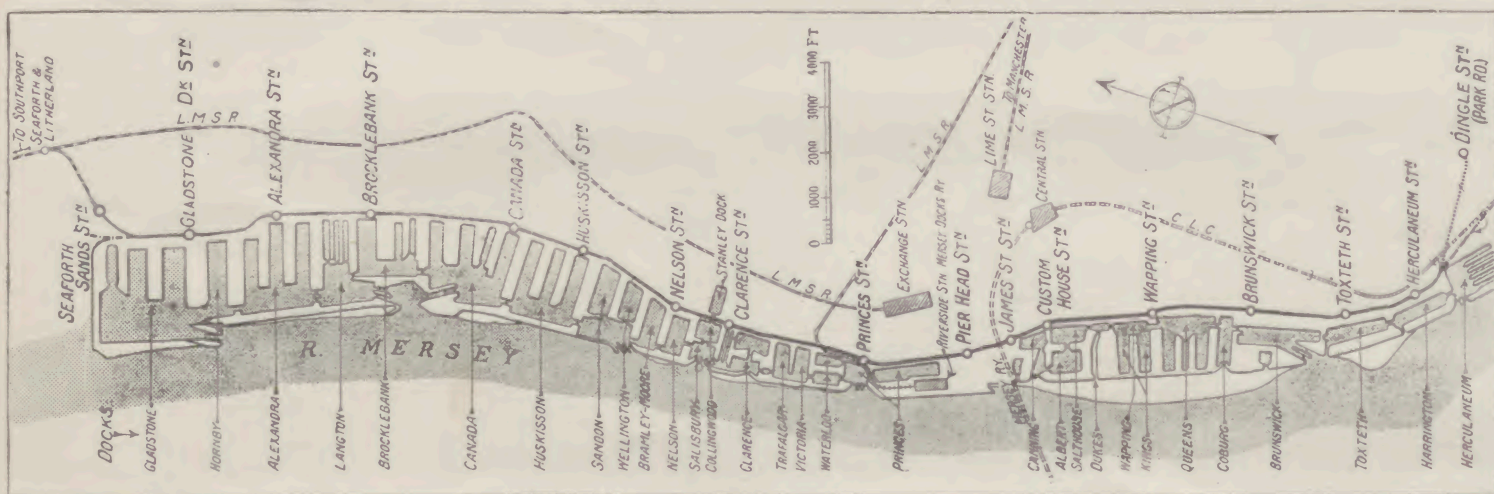 TO SOUTHPORT
SEAFORTH &
LITHERLAND
L.M.S.R
SEAFORTH
SANDS STN
GLADSTONE DK STN
ALEXANDRA STN
BROCKLEBANK ST N
CANADA STN
HUSKISSON STN
NELSON STN
STANLEY DOCK
CLARENCE STN
L M S R
PRINCES STN
EXCHANGE STN
RIVERSIDE STN MERSEY DOCKS RY
PIER HEAD STN
L M S R
LIME ST STN
TO MANCHESTER
L. M. S. R
CENTRAL STN
JAMES ST STN
CUSTOM
HOUSE STN
WAPPING STN
C.L.C.
BRUNSWICK STN
TOXTETH STN
HERCULANEUM STN
DINGLE STN
(PARK RD)
0 1000 2000 3000 4000 FT
R. MERSEY
RY
DOCKS
GLADSTONE
HORNBY
ALEXANDRA
LANGTON
BROCKLEBANK
CANADA
HUSKISSON
SANDON
WELLINGTON
BRAMLEY-MOORE
NELSON
SALISBURY
COLLINGWOOD
CLARENCE
TRAFALGAR
VICTORIA
WATERLOO
PRINCES
CANNING
ALBERT
SALTHOUSE
DUKES
WAPPING
KINGS
QUEENS
COBURG
BRUNSWICK
TOXTETH
HARRINGTON
HERCULANEUM